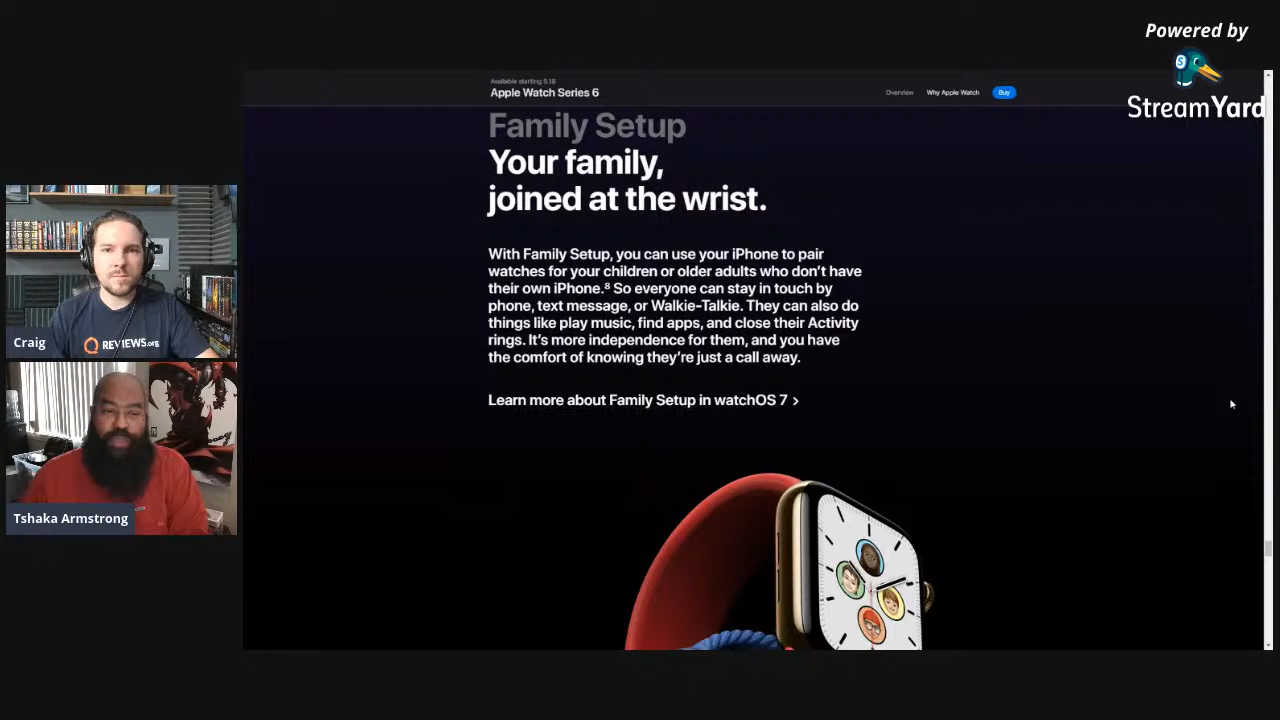 Powered by
StreamYard
Available starting 9.18
Apple Watch Series 6
Overview
Why Apple Watch
Buy
Family Setup
Your family,
joined at the wrist.
With Family Setup, you can use your iPhone to pair
watches for your children or older adults who don't have
their own iPhone.⁸ So everyone can stay in touch by
phone, text message, or Walkie-Talkie. They can also do
things like play music, find apps, and close their Activity
rings. It's more independence for them, and you have
the comfort of knowing they're just a call away.
Learn more about Family Setup in watchOS 7 >
REVIEWS.org
Craig
Tshaka Armstrong